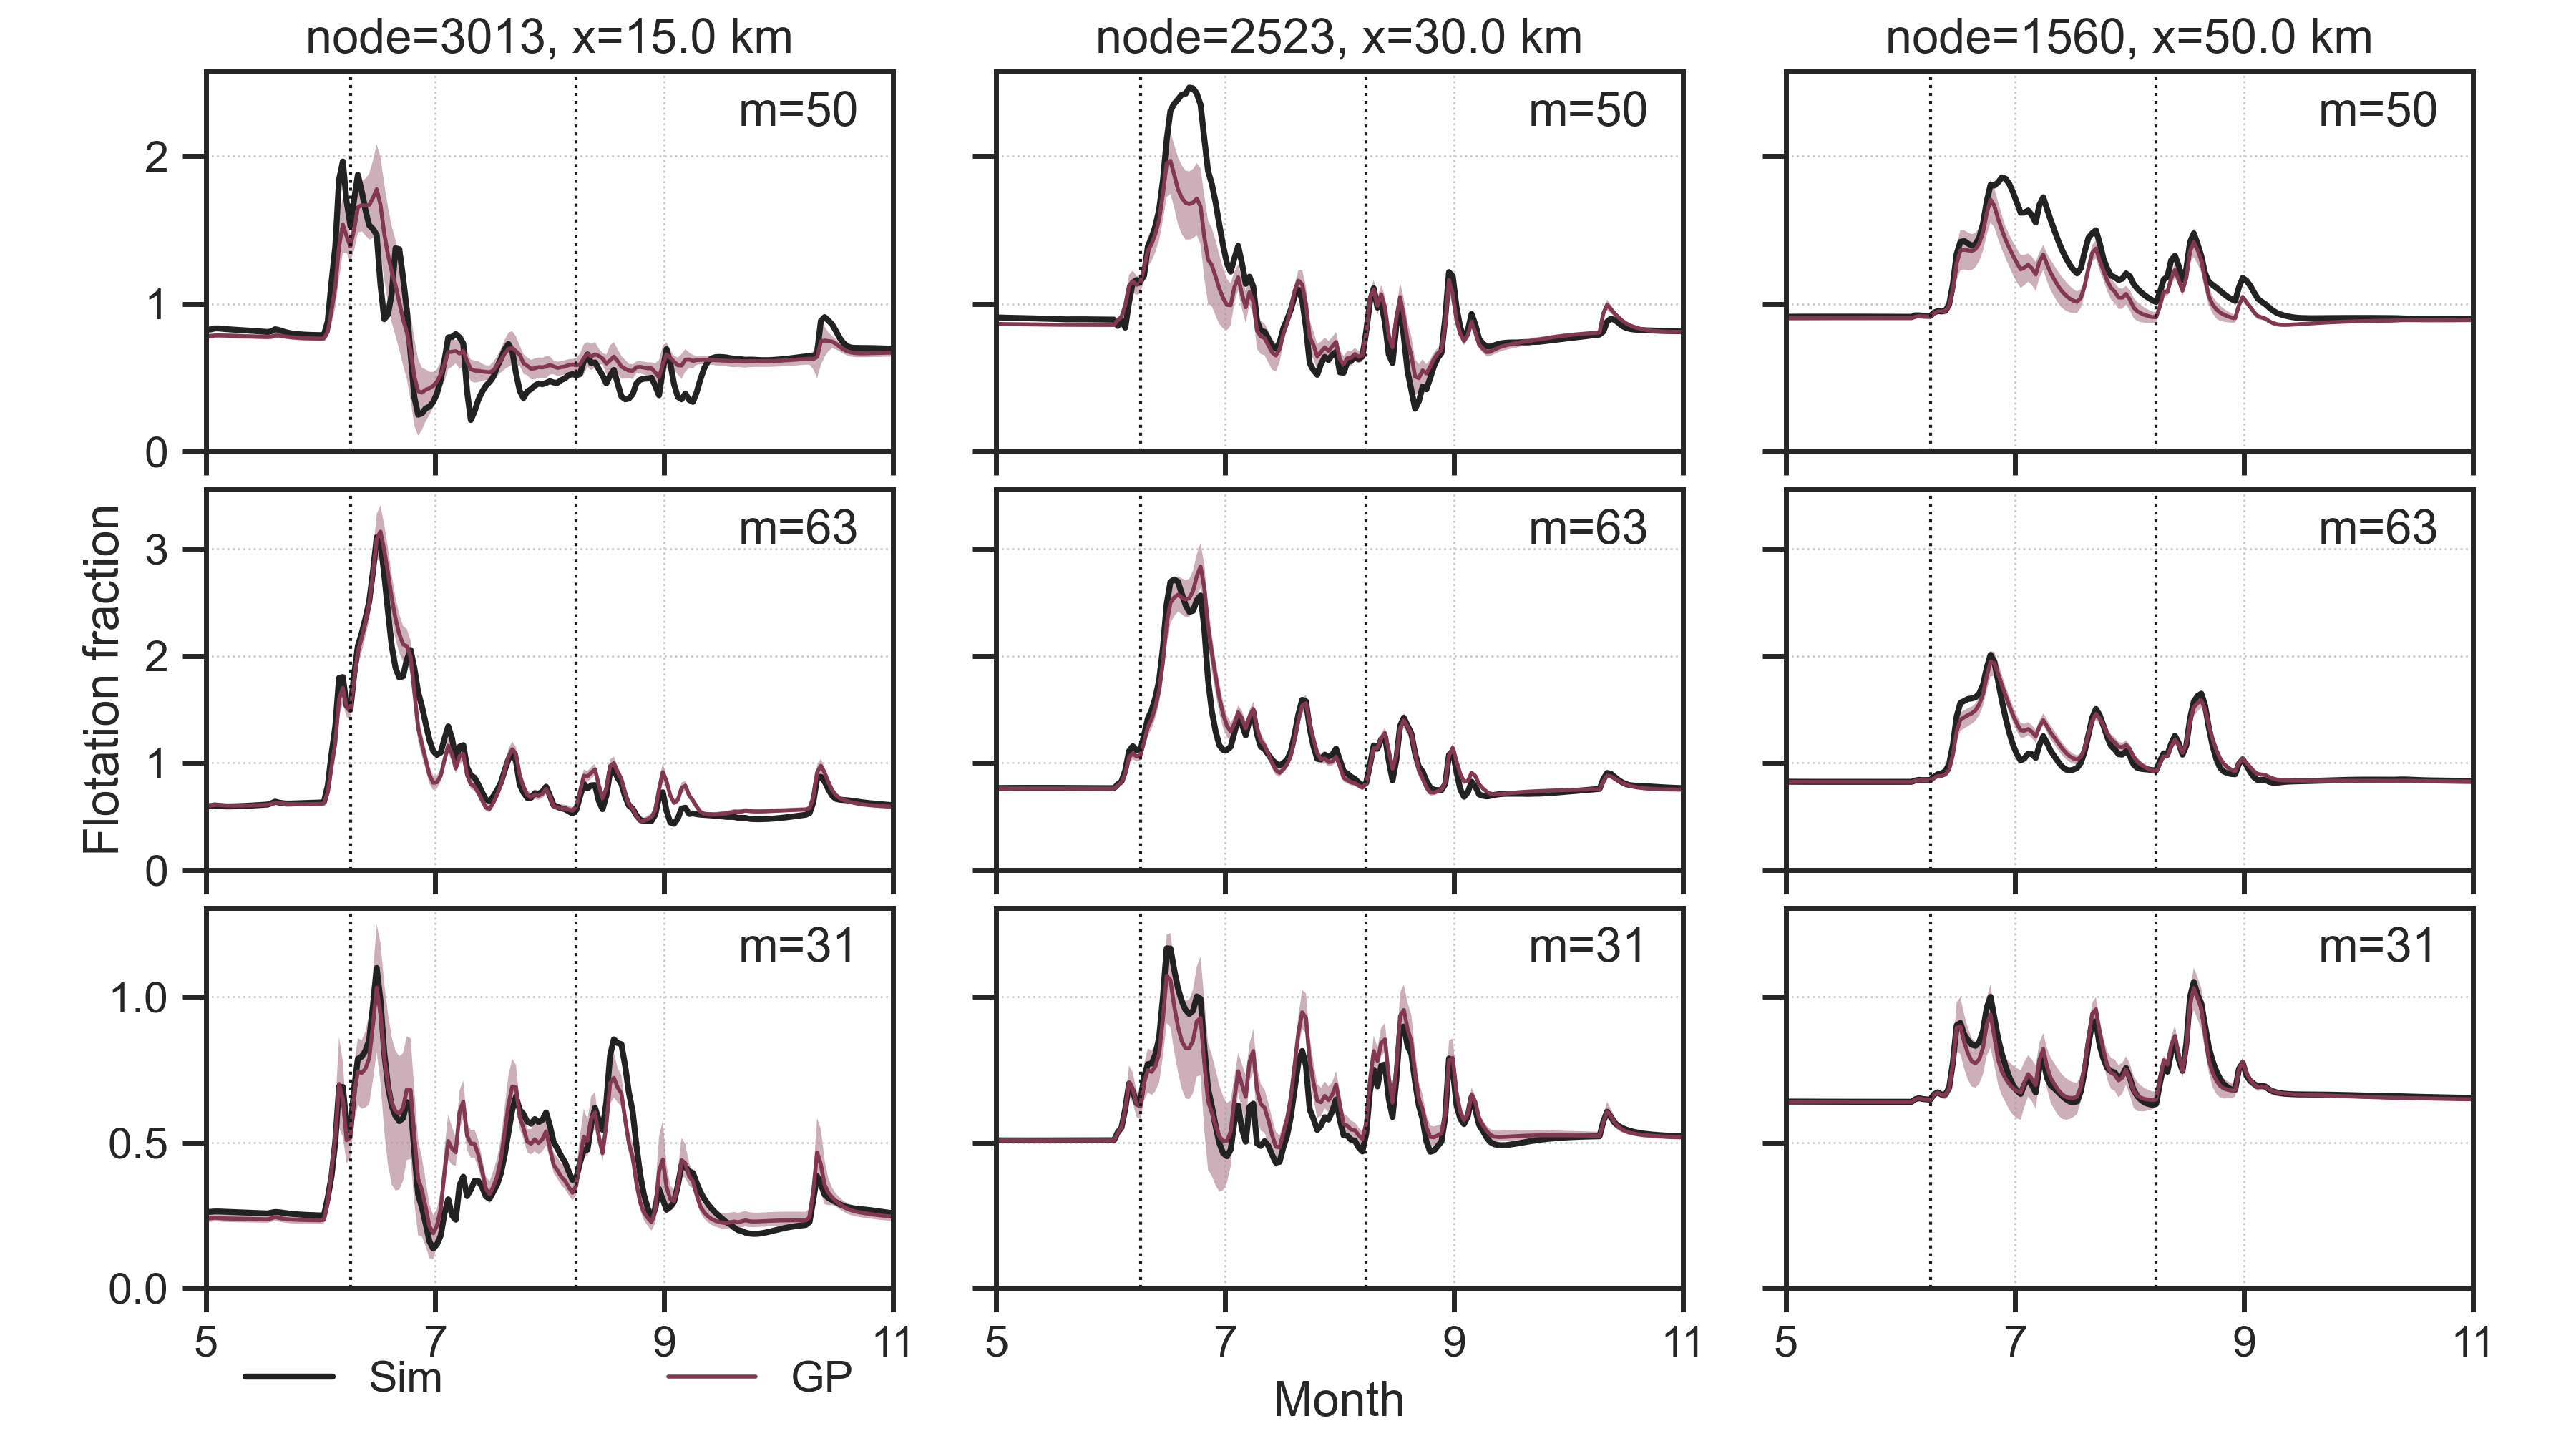 node=3013, x=15.0 km
node=2523, x=30.0 km
node=1560, x=50.0 km
m=50
m=50
m=50
2
1
0
m=63
m=63
m=63
3
2
1
0
Flotation fraction
m=31
m=31
m=31
1.0
0.5
0.0
5 7 9 11
5 7 9 11
5 7 9 11
Sim GP
Month